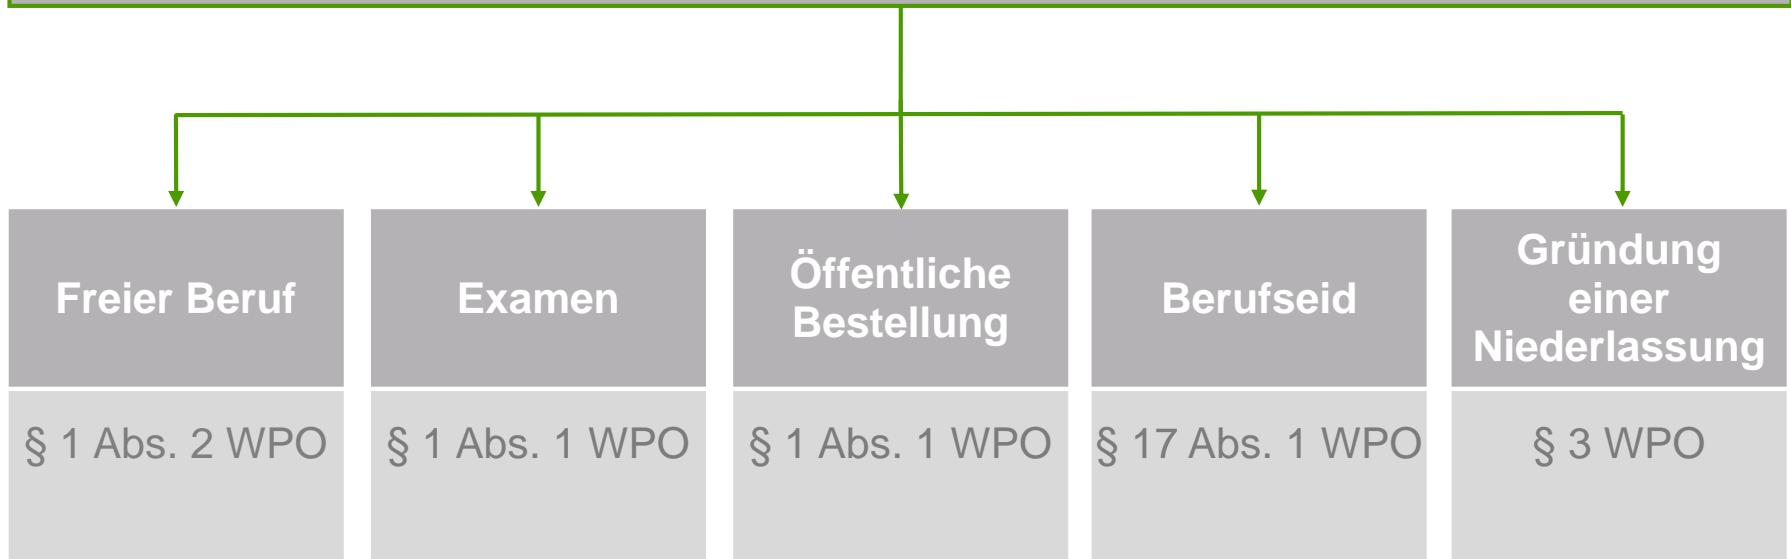 Freier Beruf
Examen
Öffentliche
Bestellung
Berufseid
Gründung
einer
Niederlassung
§ 1 Abs. 2 WPO
§ 1 Abs. 1 WPO
§ 1 Abs. 1 WPO
§ 17 Abs. 1 WPO
§ 3 WPO